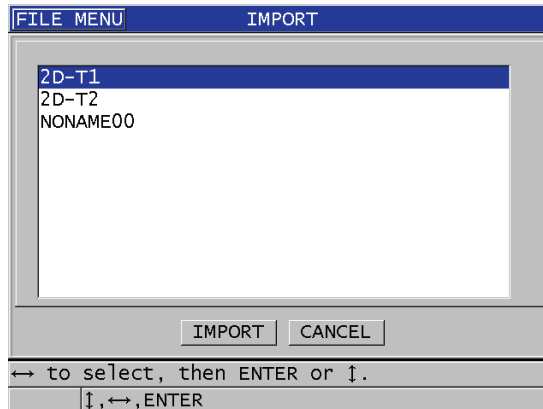 FILE MENU IMPORT
2D-T1
2D-T2
NONAME00
IMPORT CANCEL
↔ to select, then ENTER or ↕.
↕,↔,ENTER